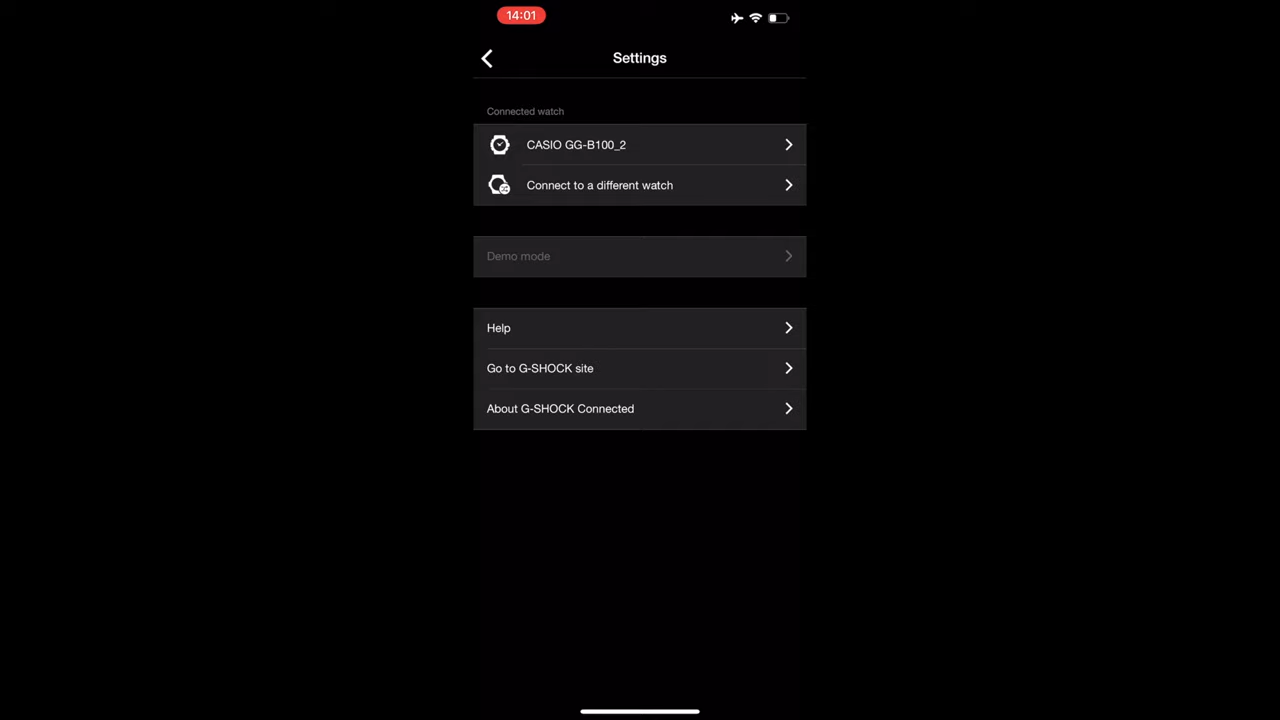 14:01
Settings
Connected watch
CASIO GG-B100_2
Connect to a different watch
Demo mode
Help
Go to G-SHOCK site
About G-SHOCK Connected